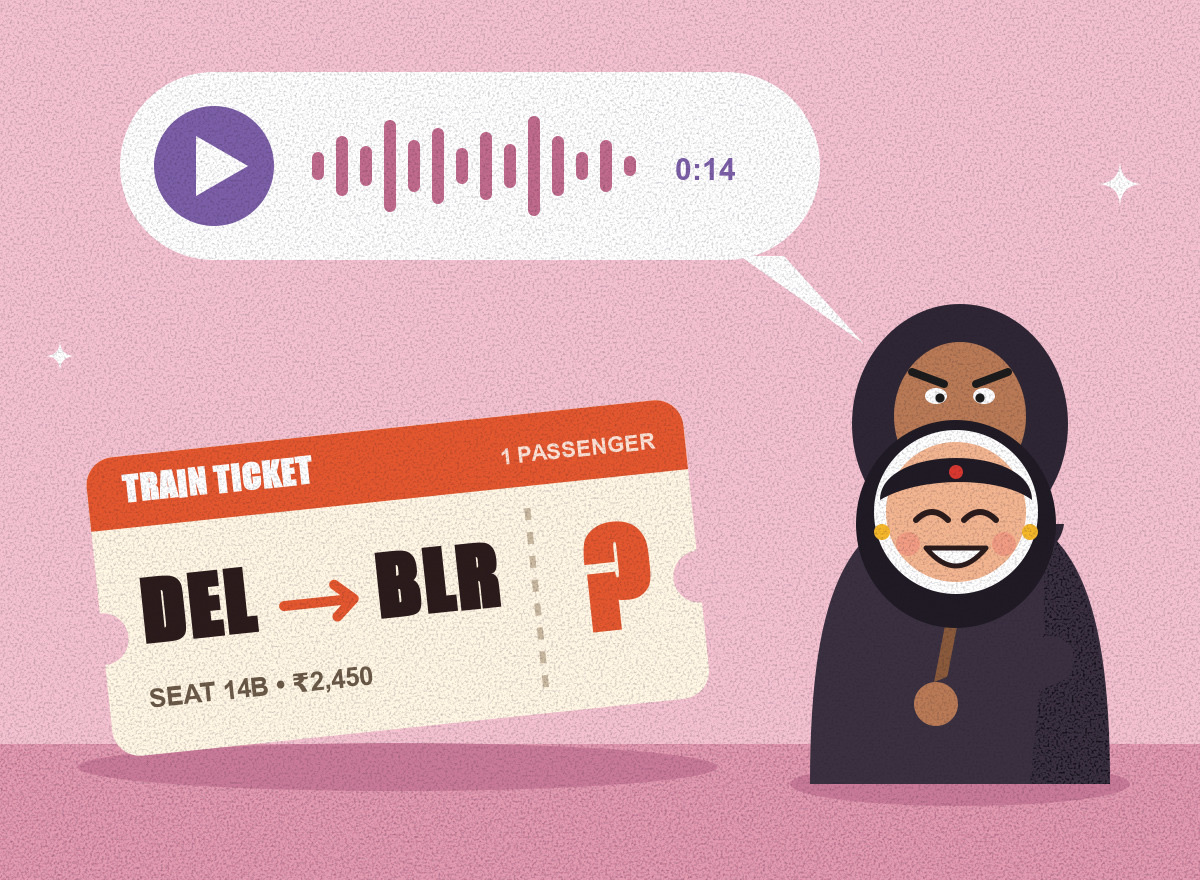 0:14
TRAIN TICKET
1 PASSENGER
DEL → BLR
?
SEAT 14B • ₹2,450